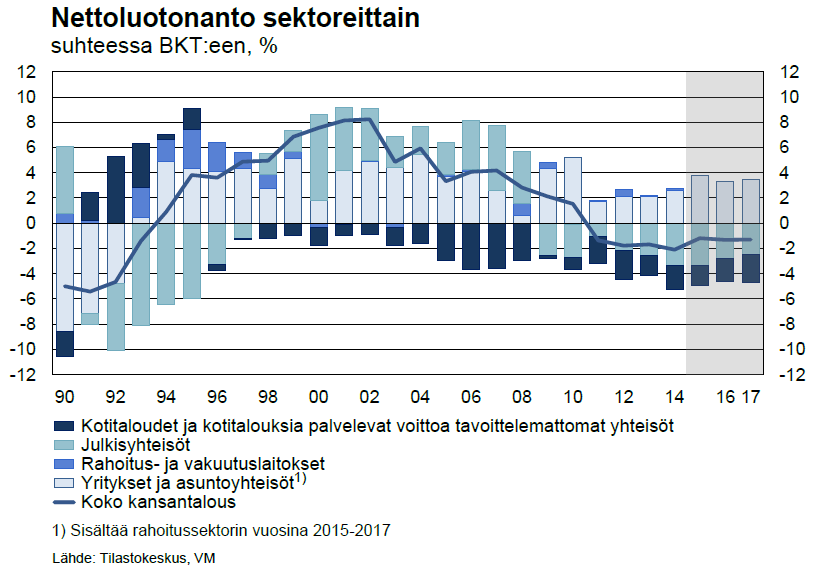 Nettoluotonanto sektoreittain
suhteessa BKT:een, %
12 12
10 10
8 8
6 6
4 4
2 2
0 0
-2 -2
-4 -4
-6 -6
-8 -8
-10 -10
-12 -12
90 92 94 96 98 00 02 04 06 08 10 12 14 16 17
Kotitaloudet ja kotitalouksia palvelevat voittoa tavoittelemattomat yhteisöt
Julkisyhteisöt
Rahoitus- ja vakuutuslaitokset
Yritykset ja asuntoyhteisöt1)
Koko kansantalous
1) Sisältää rahoitussektorin vuosina 2015-2017
Lähde: Tilastokeskus, VM